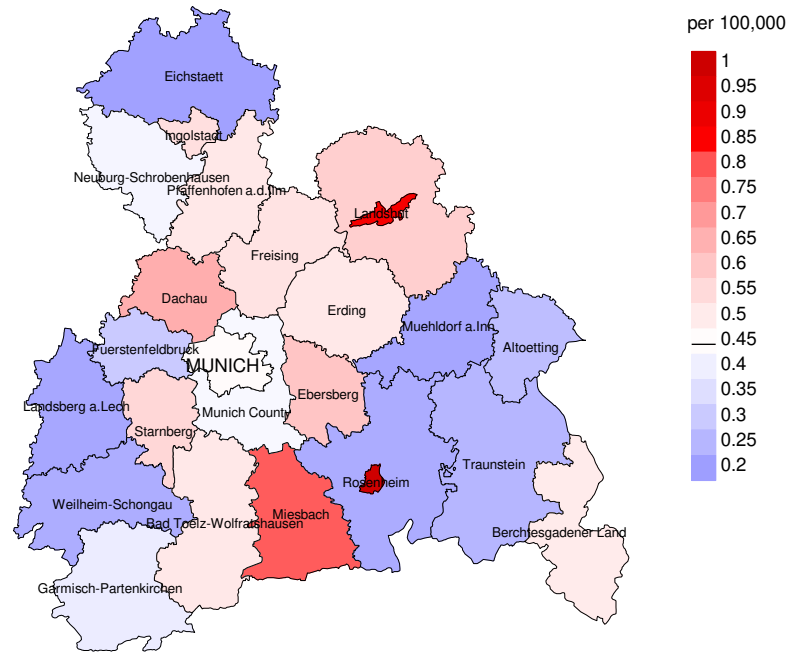 per 100,000
1
0.95
0.9
0.85
0.8
0.75
0.7
0.65
0.6
0.55
0.5
0.45
0.4
0.35
0.3
0.25
0.2
Eichstaett
Ingolstadt
Neuburg-Schrobenhausen
Pfaffenhofen a.d.Ilm
Landshut
Freising
Dachau
Erding
Muehldorf a.Inn
Altoetting
Fuerstenfeldbruck
MUNICH
Ebersberg
Landsberg a.Lech
Munich County
Starnberg
Traunstein
Rosenheim
Weilheim-Schongau
Miesbach
Bad Toelz-Wolfratshausen
Berchtesgadener Land
Garmisch-Partenkirchen